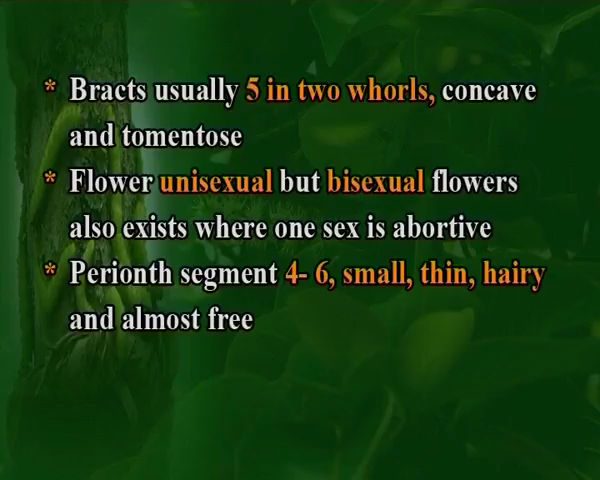 * Bracts usually 5 in two whorls, concave
and tomentose
* Flower unisexual but bisexual flowers
also exists where one sex is abortive
* Perionth segment 4- 6, small, thin, hairy
and almost free